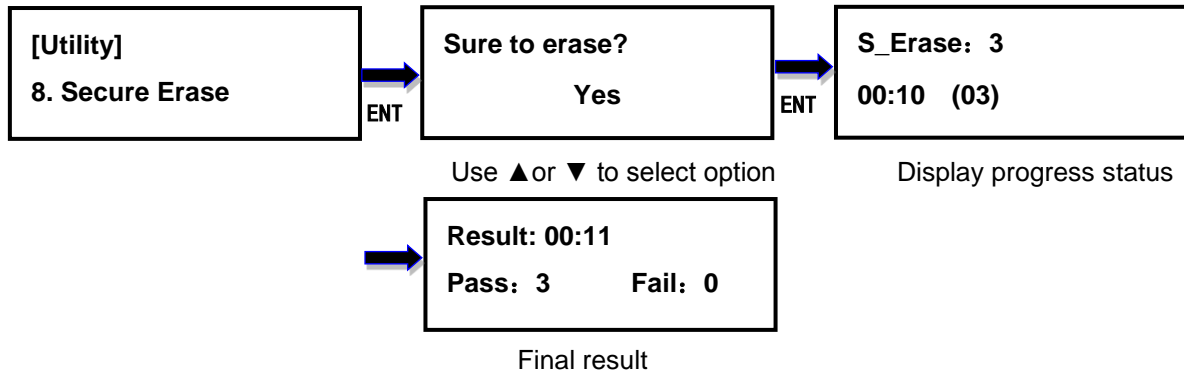 [Utility]
8. Secure Erase
ENT
Sure to erase?
Yes
ENT
S_Erase：3
00:10 (03)
Use ▲or ▼ to select option
Display progress status
Result: 00:11
Pass：3 Fail：0
Final result